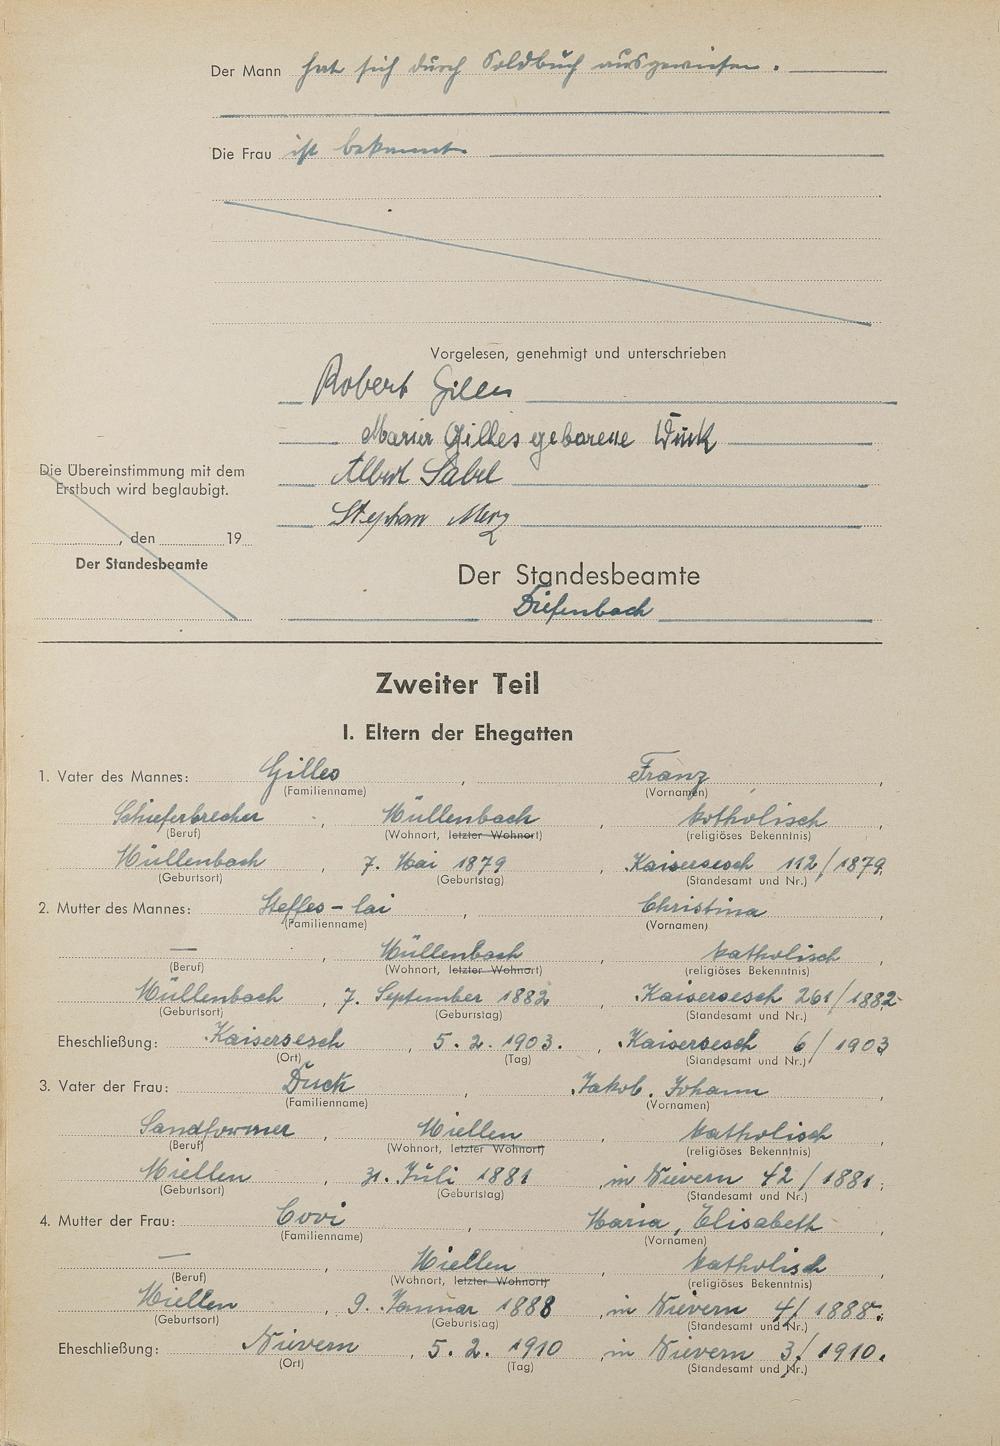 Der Mann hat sich durch Soldbuch ausgewiesen.
Die Frau ist bekannt.
Vorgelesen, genehmigt und unterschrieben
Robert Gilles
Maria Gilles geborene Duck
Die Übereinstimmung mit dem
Albert Sabel
Erstbuch wird beglaubigt.
Stephan Merz
, den 19
Der Standesbeamte
Der Standesbeamte
Diefenbach
Zweiter Teil
I. Eltern der Ehegatten
1. Vater des Mannes: Gilles, Franz,
(Familienname) (Vornamen)
Schieferbrecher, Müllenbach, katholisch,
(Beruf) (Wohnort, letzter Wohnort) (religiöses Bekenntnis)
Müllenbach, 7. Mai 1879, Kaisersesch 112/1879,
(Geburtsort) (Geburtstag) (Standesamt und Nr.)
2. Mutter des Mannes: Steffes-lai, Christina,
(Familienname) (Vornamen)
—, Müllenbach, katholisch,
(Beruf) (Wohnort, letzter Wohnort) (religiöses Bekenntnis)
Müllenbach, 7. September 1882, Kaisersesch 261/1882
(Geburtsort) (Geburtstag) (Standesamt und Nr.)
Eheschließung: Kaisersesch, 5. 2. 1903., Kaisersesch 6/1903
(Ort) (Tag) (Standesamt und Nr.)
3. Vater der Frau: Duck, Jakob. Johann,
(Familienname) (Vornamen)
Sandformer, Miellen, katholisch,
(Beruf) (Wohnort, letzter Wohnort) (religiöses Bekenntnis)
Miellen, 31. Juli 1881, in Nievern 42/1881,
(Geburtsort) (Geburtstag) (Standesamt und Nr.)
4. Mutter der Frau: Covi, Maria, Elisabeth,
(Familienname) (Vornamen)
—, Miellen, katholisch,
(Beruf) (Wohnort, letzter Wohnort) (religiöses Bekenntnis)
Miellen, 9. Januar 1888, in Nievern 4/1888.
(Geburtsort) (Geburtstag) (Standesamt und Nr.)
Eheschließung: Nievern, 5. 2. 1910, in Nievern 3/1910.
(Ort) (Tag) (Standesamt und Nr.)